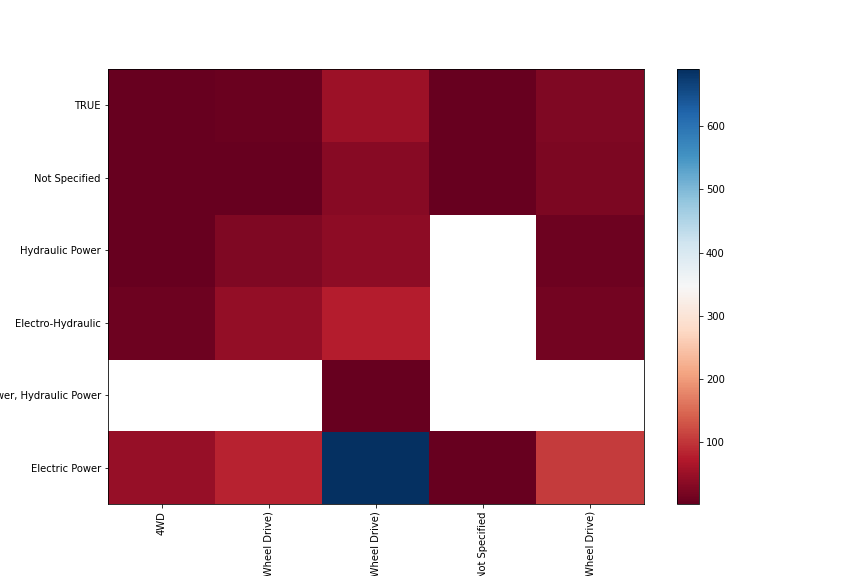 TRUE
Not Specified
Hydraulic Power
Electro-Hydraulic
Hydraulic Power
Electric Power
4WD
Wheel Drive)
Wheel Drive)
Not Specified
Wheel Drive)
600
500
400
300
200
100